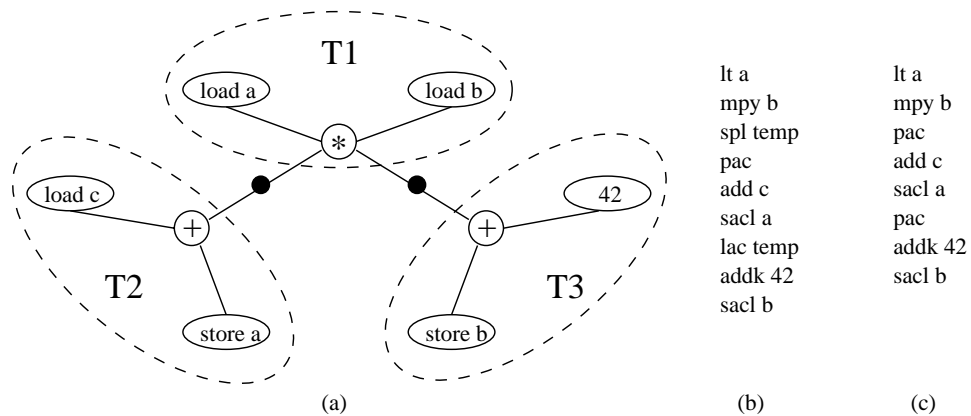 T1
load a
load b
*
load c
42
+
+
T2
T3
store a
store b
(a)
lt a
mpy b
spl temp
pac
add c
sacl a
lac temp
addk 42
sacl b
(b)
lt a
mpy b
pac
add c
sacl a
pac
addk 42
sacl b
(c)